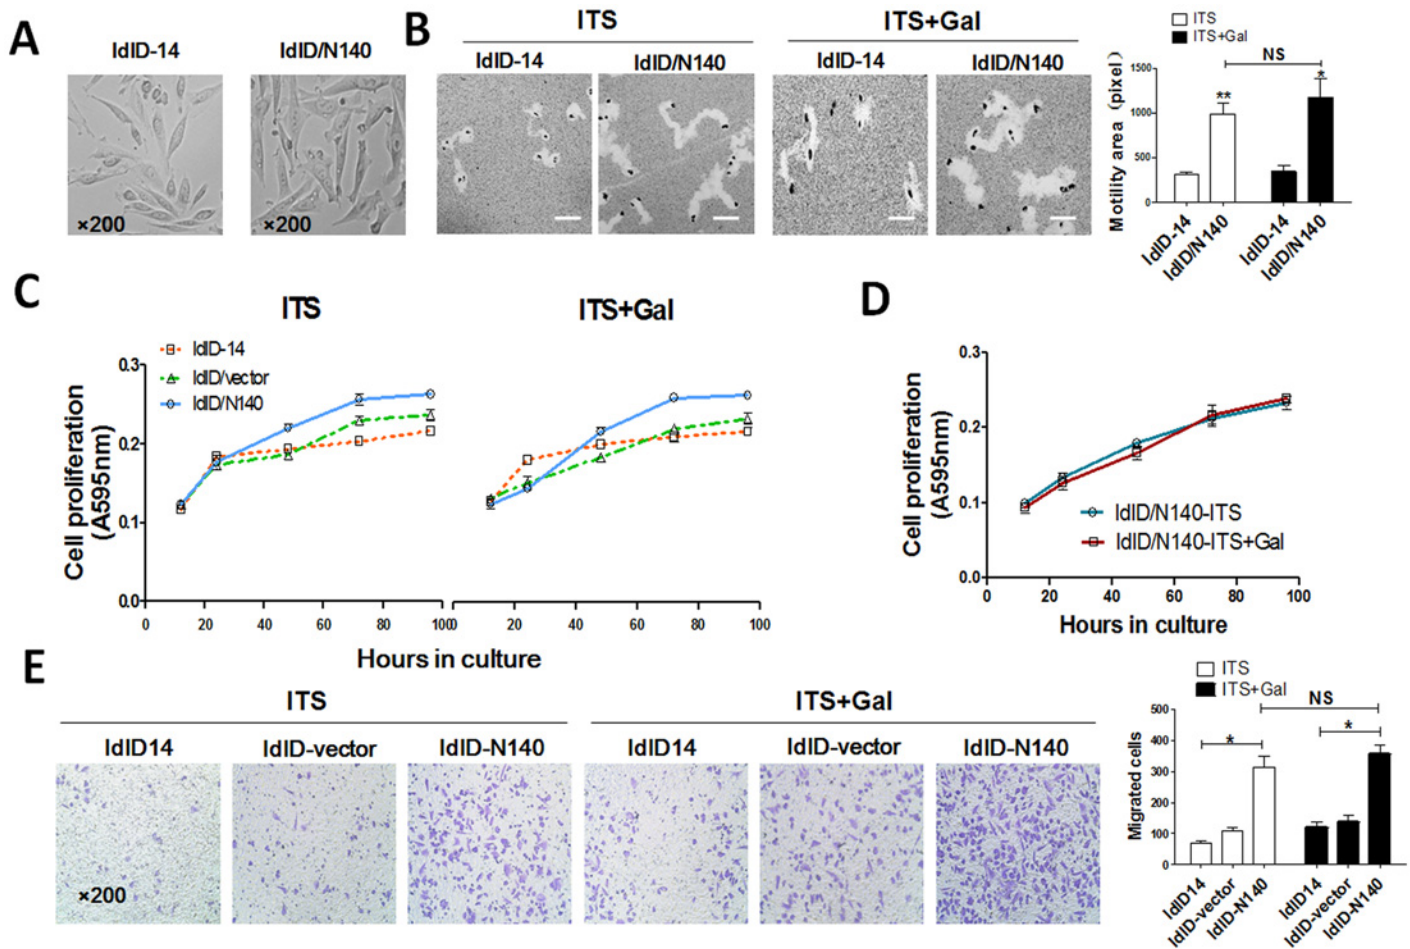 A
IdID-14
IdID/N140
×200
×200
B
ITS
ITS+Gal
IdID-14
IdID/N140
IdID-14
IdID/N140
ITS
ITS+Gal
NS
**
*
Motility area (pixel)
1500
1000
500
0
IdID-14
IdID/N140
IdID-14
IdID/N140
C
ITS
ITS+Gal
IdID-14
IdID/vector
IdID/N140
Cell proliferation
(A595nm)
0.3
0.2
0.1
0.0
0 20 40 60 80 100
0 20 40 60 80 100
Hours in culture
D
Cell proliferation
(A595nm)
0.3
0.2
0.1
0.0
IdID/N140-ITS
IdID/N140-ITS+Gal
0 20 40 60 80 100
Hours in culture
E
ITS
ITS+Gal
IdID14
IdID-vector
IdID-N140
IdID14
IdID-vector
IdID-N140
×200
ITS
ITS+Gal
NS
*
*
Migrated cells
500
400
300
200
100
0
IdID14
IdID-vector
IdID-N140
IdID14
IdID-vector
IdID-N140